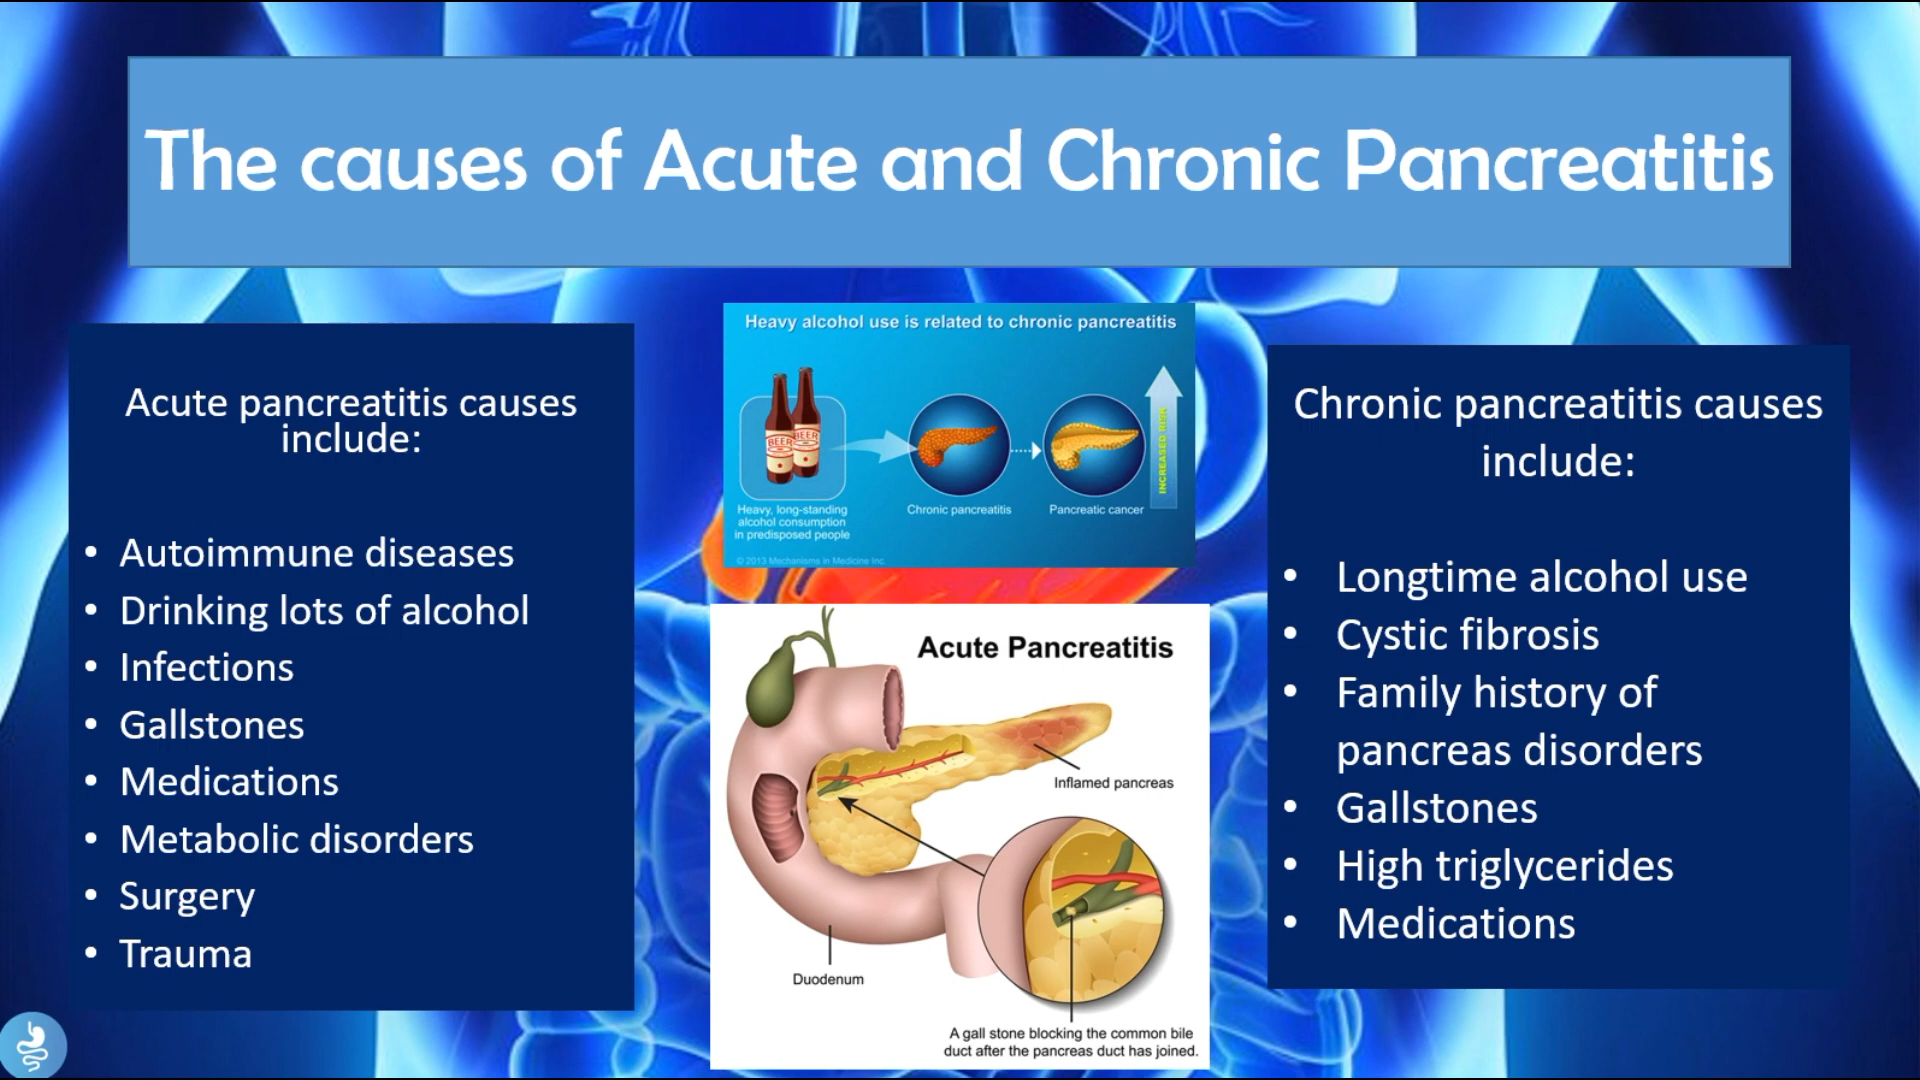 The causes of Acute and Chronic Pancreatitis
Acute pancreatitis causes
include:
• Autoimmune diseases
• Drinking lots of alcohol
• Infections
• Gallstones
• Medications
• Metabolic disorders
• Surgery
• Trauma
Heavy alcohol use is related to chronic pancreatitis
BEER
BEER
INCREASED RISK
Heavy, long-standing
alcohol consumption
in predisposed people
Chronic pancreatitis
Pancreatic cancer
© 2013 Mechanisms in Medicine Inc.
Acute Pancreatitis
Inflamed pancreas
Duodenum
A gall stone blocking the common bile
duct after the pancreas duct has joined.
Chronic pancreatitis causes
include:
• Longtime alcohol use
• Cystic fibrosis
• Family history of
pancreas disorders
• Gallstones
• High triglycerides
• Medications